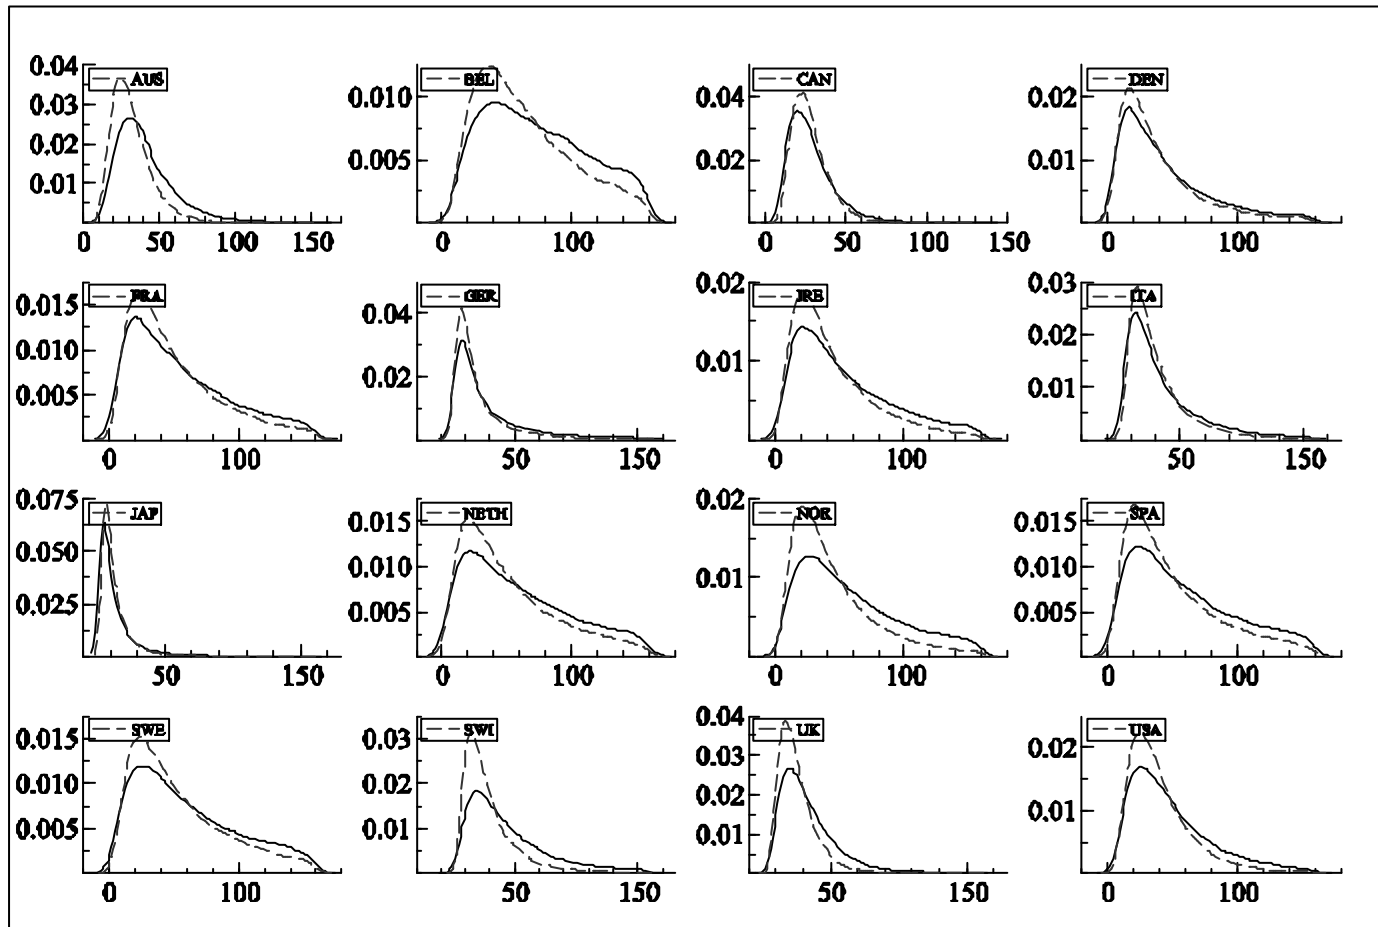 AUS BEL CAN DEN
0.04 0.010 0.04 0.02
0.03
0.02 0.005 0.02 0.01
0.01
0 50 100 150 0 100 0 50 100 150 0 100
FRA GER IRE ITA
0.015 0.04 0.02 0.03
0.010 0.02 0.01 0.02
0.005 0.01
0 100 50 150 0 100 50 150
JAP NETH NOR SPA
0.075 0.015 0.02 0.015
0.050 0.010 0.01 0.010
0.025 0.005 0.005
50 150 0 100 0 100 0 100
SWE SWI UK USA
0.015 0.03 0.04 0.02
0.010 0.02 0.03 0.01
0.005 0.01 0.02
0.01
0 100 50 150 50 150 0 100